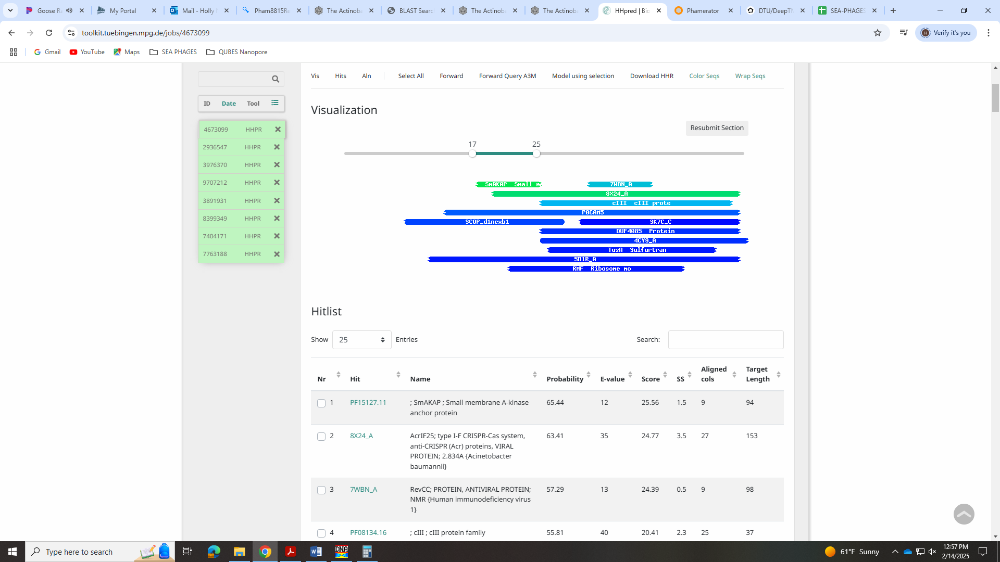 Goose Ra
My Portal
Mail - Holly
Pham8815Re
The Actinoba
BLAST Searc
The Actinoba
The Actinoba
HHpred | Bio
Phamerator
DTU/DeepTM
SEA-PHAGES
toolkit.tuebingen.mpg.de/jobs/4673099
H
Verify it's you
Gmail
YouTube
Maps
SEA PHAGES
QUBES Nanopore
Vis Hits Aln Select All Forward Forward Query A3M Model using selection Download HHR Color Seqs Wrap Seqs
ID Date Tool
4673099 HHPR
2936547 HHPR
3976370 HHPR
9707212 HHPR
3891931 HHPR
8399349 HHPR
7404171 HHPR
7763188 HHPR
Visualization
Resubmit Section
17 25
SmAKAP Small m 7WBN_A
8X24_A
cIII cIII prote
P0CAM5
SCOP_d1nexb1 3K7C_C
DUF4085 Protein
4CY9_A
TusA Sulfurtran
5D1R_A
RMF Ribosome mo
Hitlist
Show 25 Entries Search:
Nr Hit Name Probability E-value Score SS Aligned cols Target Length
1 PF15127.11 ; SmAKAP ; Small membrane A-kinase 65.44 12 25.56 1.5 9 94
anchor protein
2 8X24_A AcrIF25; type I-F CRISPR-Cas system, 63.41 35 24.77 3.5 27 153
anti-CRISPR (Acr) proteins, VIRAL
PROTEIN; 2.834A {Acinetobacter
baumannii}
3 7WBN_A RevCC; PROTEIN, ANTIVIRAL PROTEIN; 57.29 13 24.39 0.5 9 98
NMR {Human immunodeficiency virus
1}
4 PF08134.16 ; cIII ; cIII protein family 55.81 40 20.41 2.3 25 37
Type here to search
DNA
61°F Sunny
12:57 PM
2/14/2025